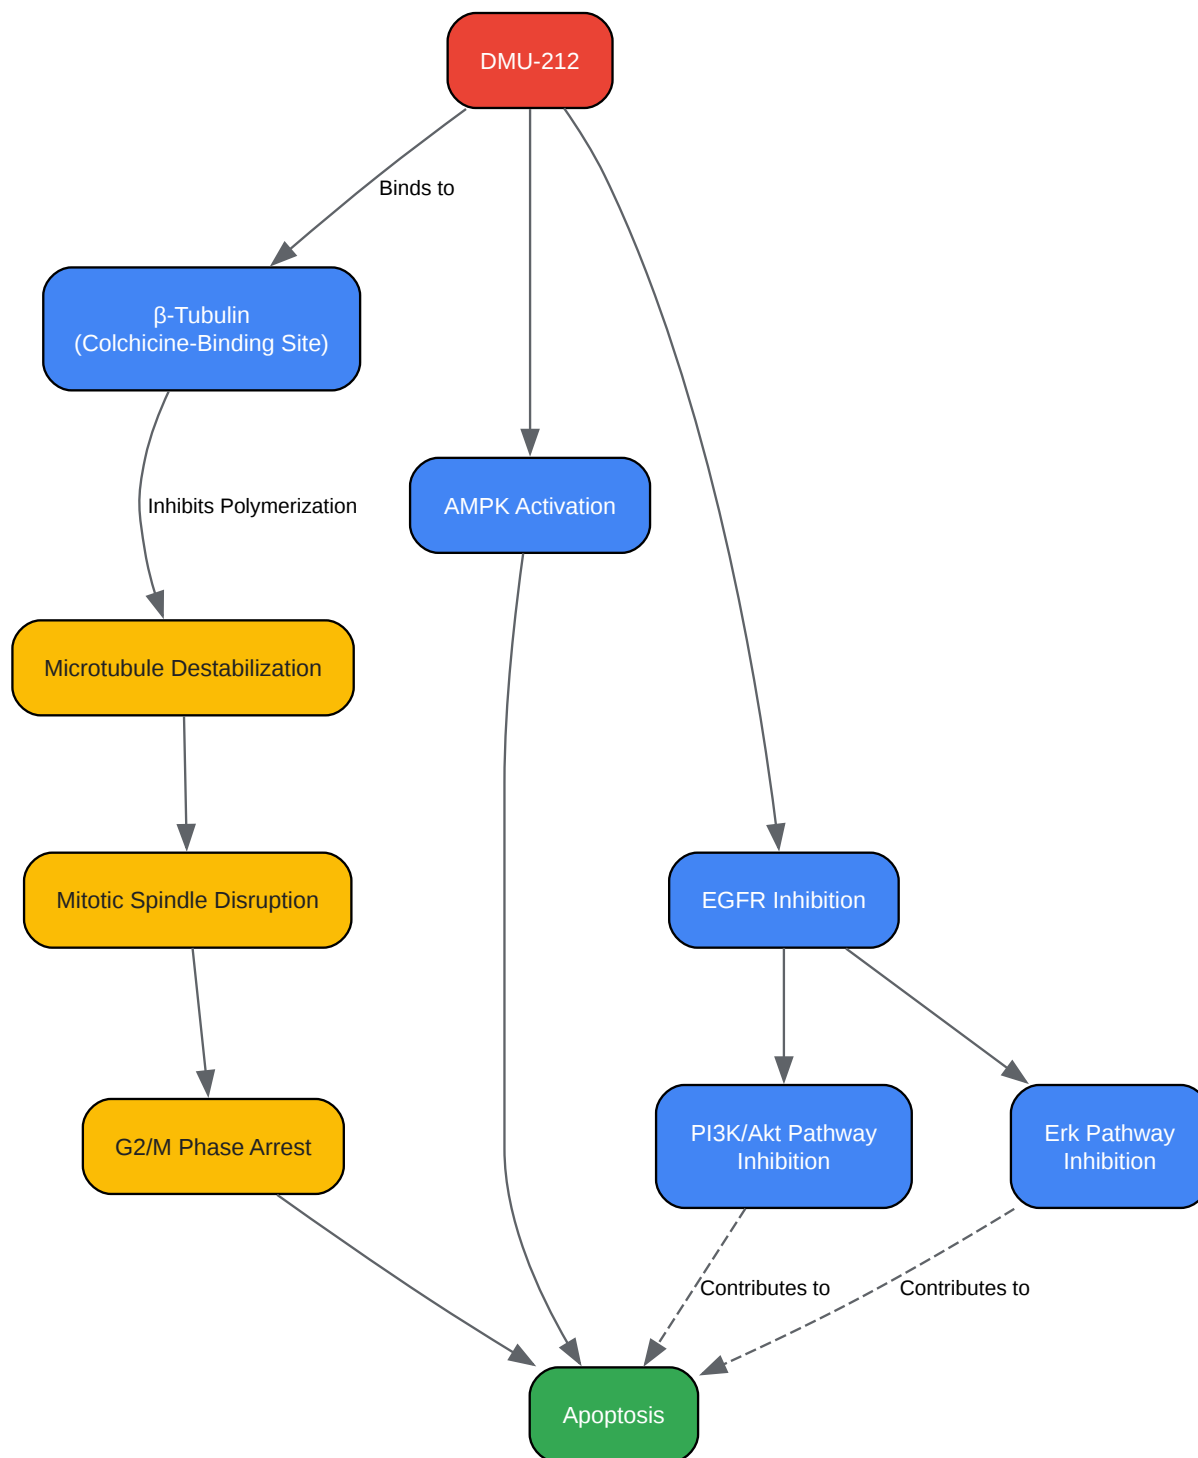 DMU-212
Binds to
β-Tubulin
(Colchicine-Binding Site)
Inhibits Polymerization
AMPK Activation
Microtubule Destabilization
Mitotic Spindle Disruption
EGFR Inhibition
G2/M Phase Arrest
PI3K/Akt Pathway
Inhibition
Erk Pathway
Inhibition
Contributes to
Contributes to
Apoptosis